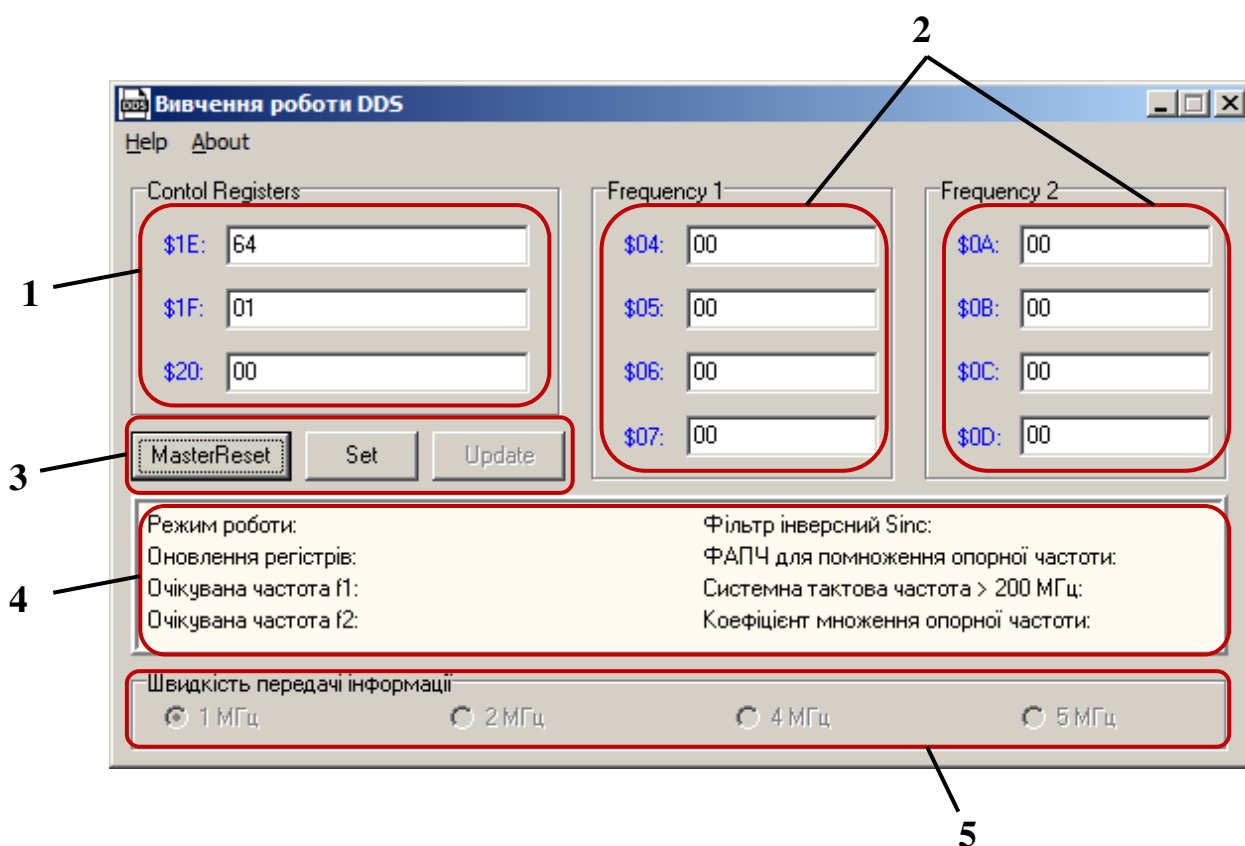 2
DDS Вивчення роботи DDS
Help About
Contol Registers
$1E: 64
$1F: 01
$20: 00
1
Frequency 1
$04: 00
$05: 00
$06: 00
$07: 00
Frequency 2
$0A: 00
$0B: 00
$0C: 00
$0D: 00
3
MasterReset Set Update
4
Режим роботи:
Оновлення регістрів:
Очікувана частота f1:
Очікувана частота f2:
Фільтр інверсний Sinc:
ФАПЧ для помноження опорної частоти:
Системна тактова частота > 200 МГц:
Коефіцієнт множення опорної частоти:
Швидкість передачі інформації
1 МГц 2 МГц 4 МГц 5 МГц
5